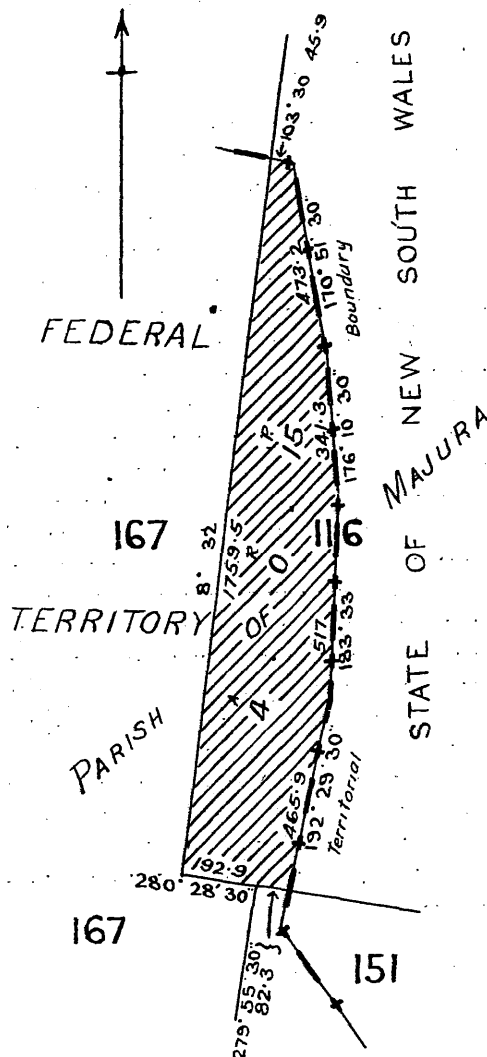 103° 30' 45.9
STATE OF NEW SOUTH WALES
170° 51' 30"
473.2
Boundary
FEDERAL
341.3
176° 10' 30"
P
15
MAJURA
167
116
8° 32'
1759.5
R
0
TERRITORY
OF
517
183° 33'
A
4
PARISH
465.9
192° 29' 30"
Territorial
192.9
280° 28' 30"
167
151
279° 55' 30"
82.3